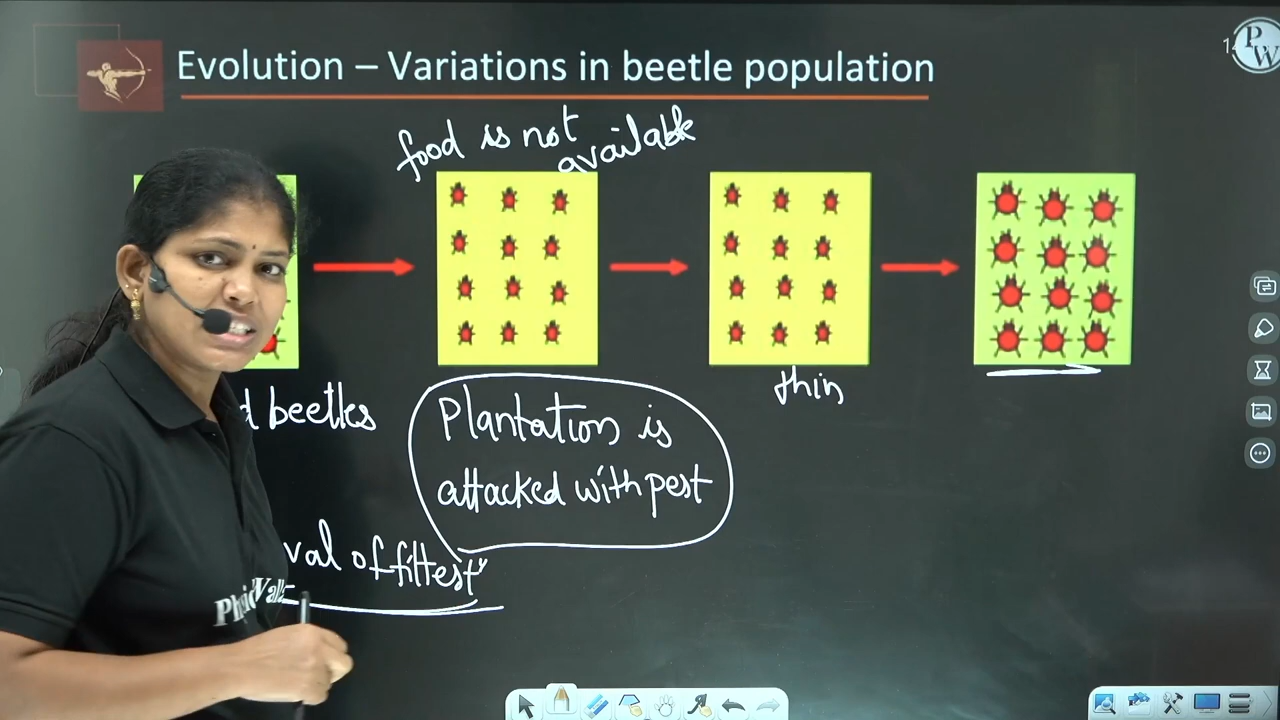 Evolution – Variations in beetle population
food is not
available
beetles
Plantation is
attacked with pest
thin
val of fittest
PW